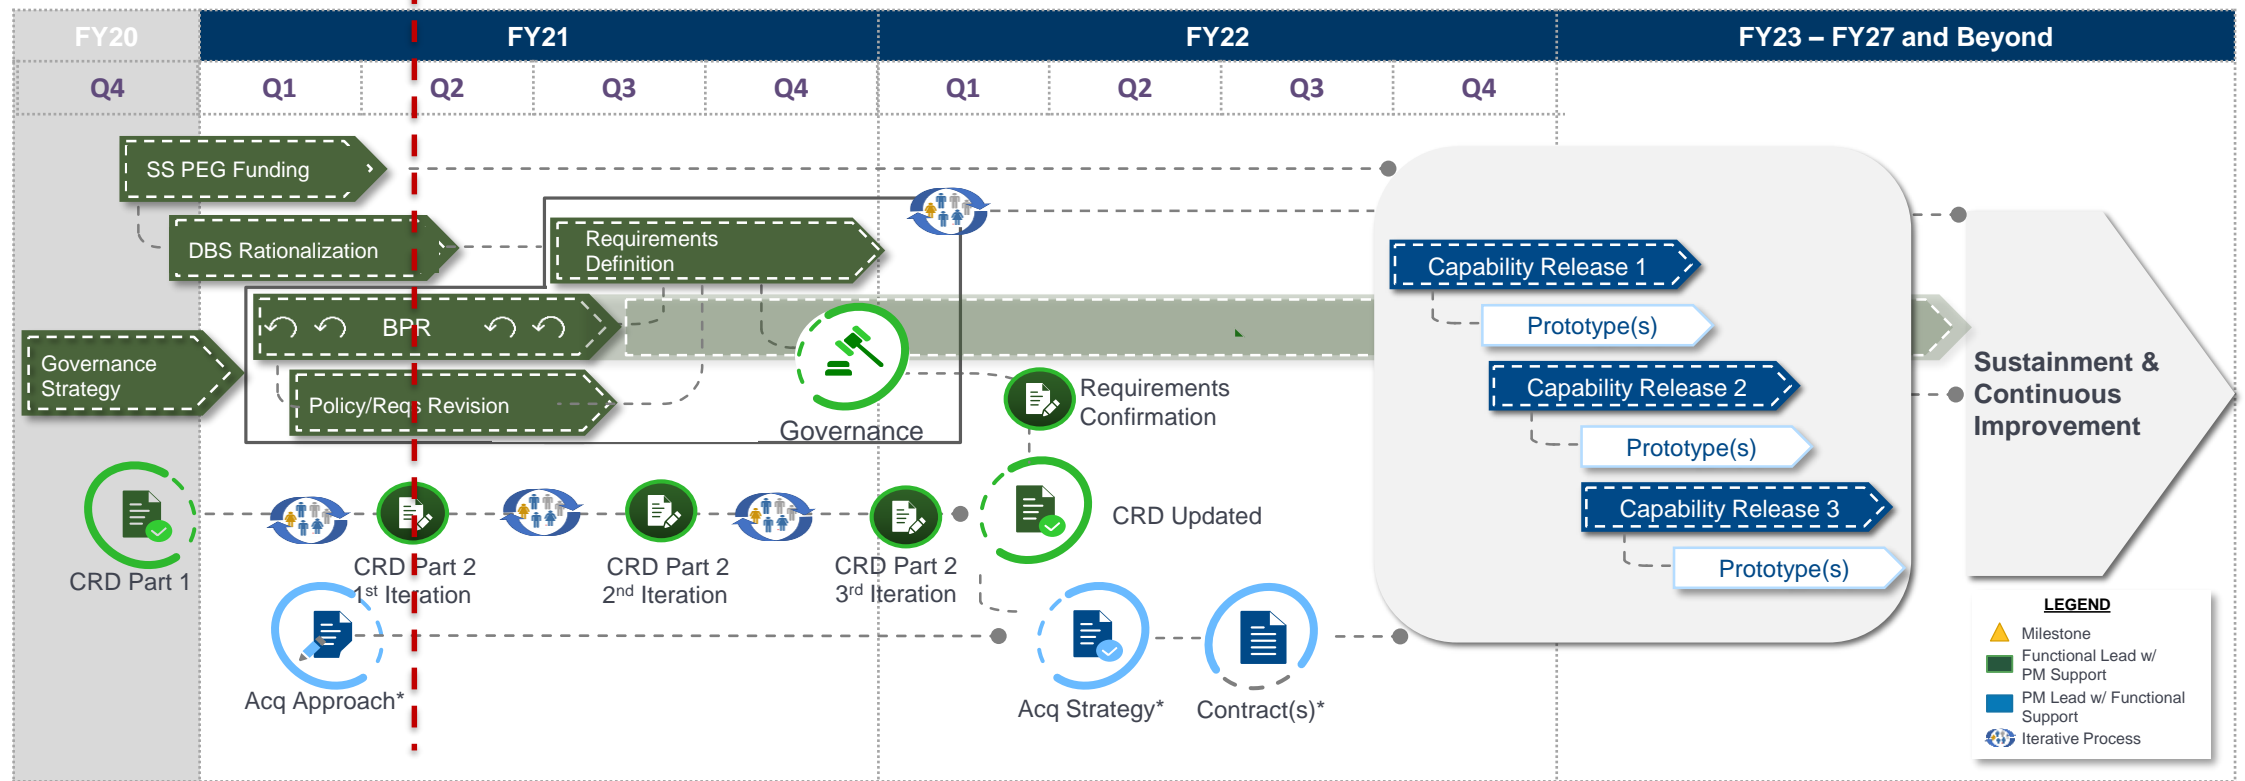 FY20
FY21
FY22
FY23 – FY27 and Beyond
Q4
Q1
Q2
Q3
Q4
Q1
Q2
Q3
Q4
SS PEG Funding
DBS Rationalization
Requirements
Definition
Capability Release 1
BPR
Prototype(s)
Governance
Strategy
Policy/Reqs Revision
Governance
Requirements
Confirmation
Capability Release 2
Prototype(s)
Sustainment &
Continuous
Improvement
Capability Release 3
Prototype(s)
CRD Part 1
CRD Part 2
1st Iteration
CRD Part 2
2nd Iteration
CRD Part 2
3rd Iteration
CRD Updated
Acq Approach*
Acq Strategy*
Contract(s)*
LEGEND
Milestone
Functional Lead w/
PM Support
PM Lead w/ Functional
Support
Iterative Process